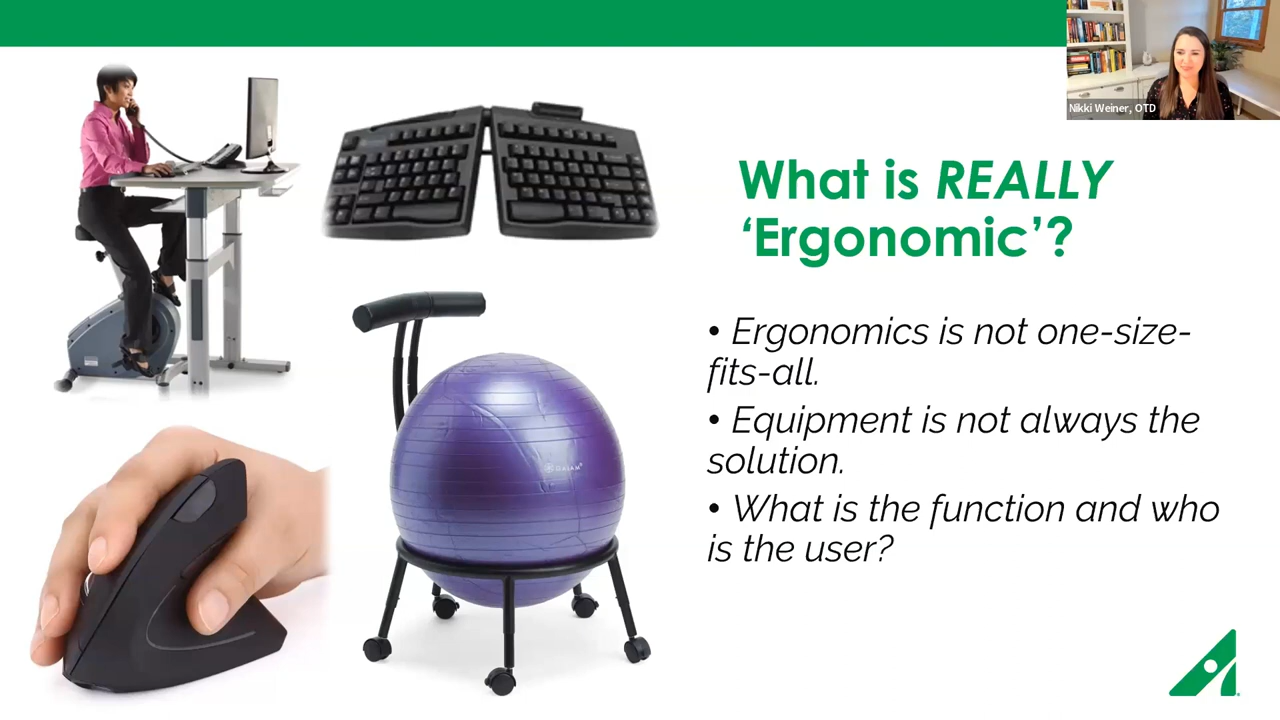 Nikki Weiner, OTD
What is REALLY
‘Ergonomic’?
• Ergonomics is not one-size-
fits-all.
• Equipment is not always the
solution.
• What is the function and who
is the user?
GAIAM